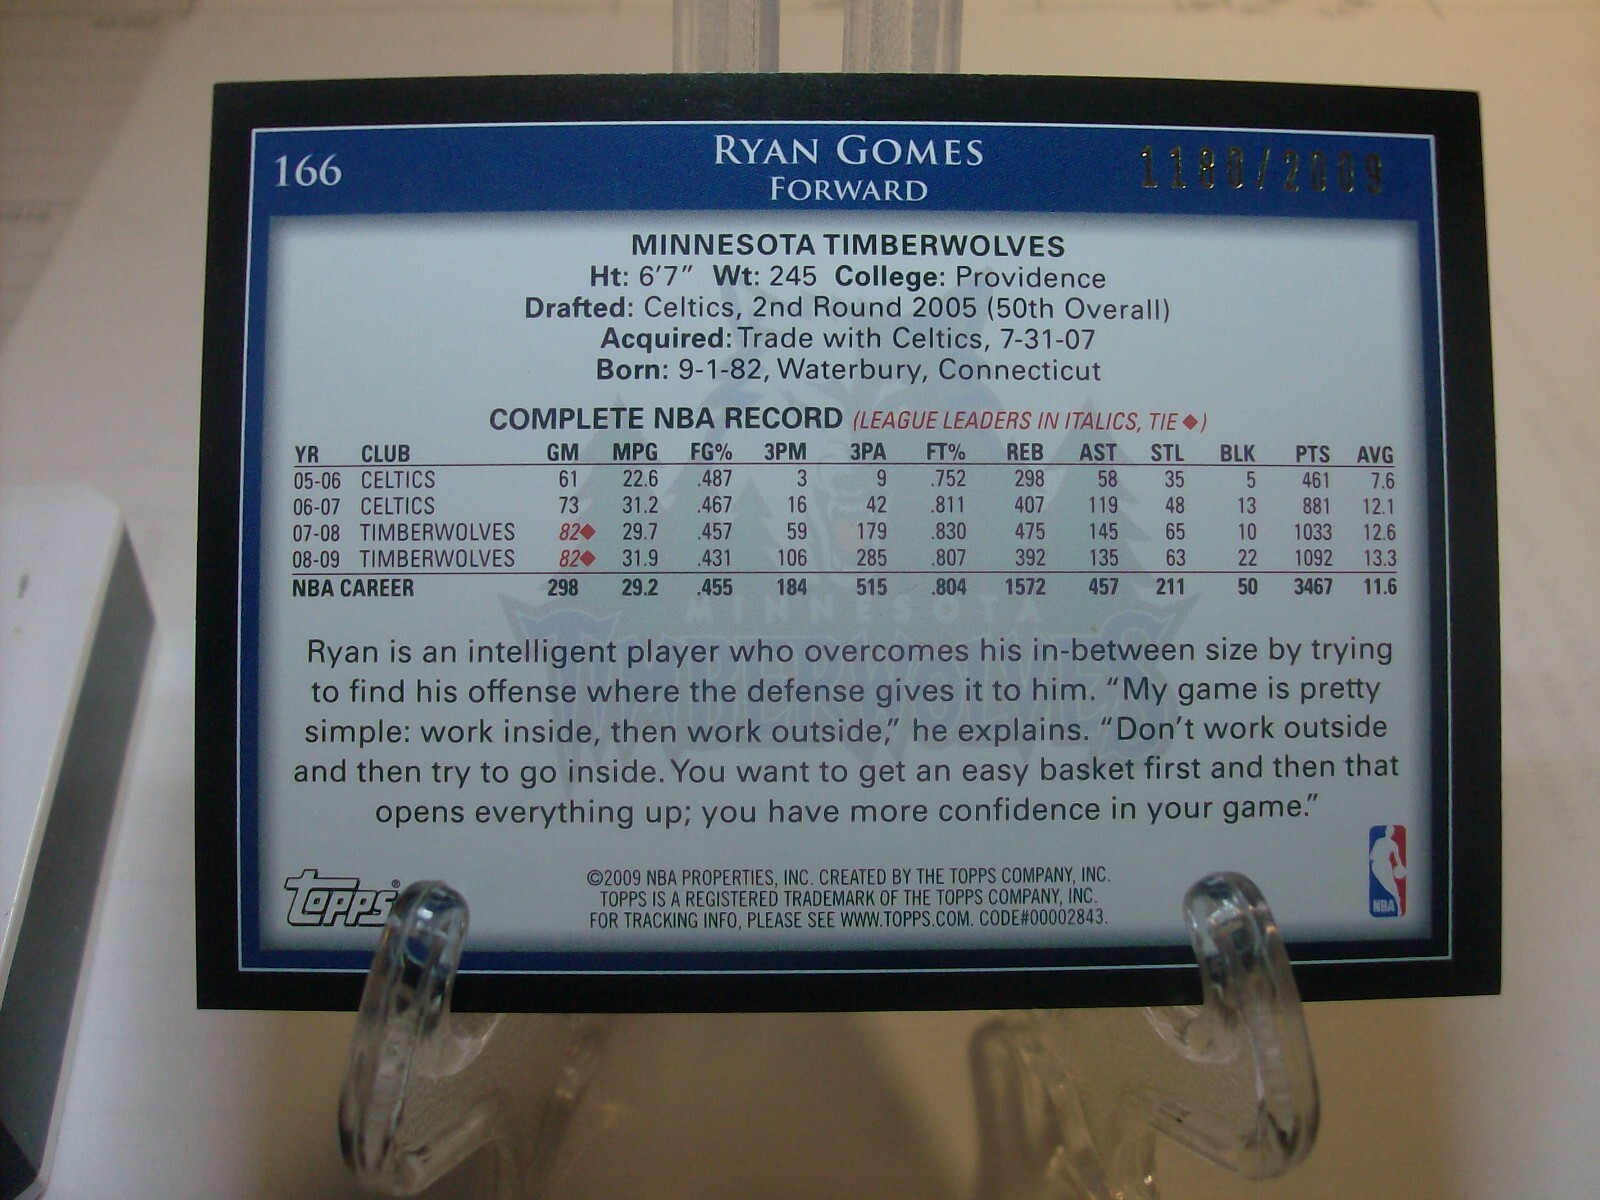 166
RYAN GOMES
1180/2009
FORWARD
MINNESOTA TIMBERWOLVES
Ht: 6'7" Wt: 245 College: Providence
Drafted: Celtics, 2nd Round 2005 (50th Overall)
Acquired: Trade with Celtics, 7-31-07
Born: 9-1-82, Waterbury, Connecticut
COMPLETE NBA RECORD (LEAGUE LEADERS IN ITALICS, TIE ◆)
YR CLUB GM MPG FG% 3PM 3PA FT% REB AST STL BLK PTS AVG
05-06 CELTICS 61 22.6 .487 3 9 .752 298 58 35 5 461 7.6
06-07 CELTICS 73 31.2 .467 16 42 .811 407 119 48 13 881 12.1
07-08 TIMBERWOLVES 82◆ 29.7 .457 59 179 .830 475 145 65 10 1033 12.6
08-09 TIMBERWOLVES 82◆ 31.9 .431 106 285 .807 392 135 63 22 1092 13.3
NBA CAREER 298 29.2 .455 184 515 .804 1572 457 211 50 3467 11.6
MINNESOTA
TIMBERWOLVES
Ryan is an intelligent player who overcomes his in-between size by trying
to find his offense where the defense gives it to him. "My game is pretty
simple: work inside, then work outside," he explains. "Don't work outside
and then try to go inside. You want to get an easy basket first and then that
opens everything up; you have more confidence in your game."
Topps®
©2009 NBA PROPERTIES, INC. CREATED BY THE TOPPS COMPANY, INC.
TOPPS IS A REGISTERED TRADEMARK OF THE TOPPS COMPANY, INC.
FOR TRACKING INFO, PLEASE SEE WWW.TOPPS.COM. CODE#00002843.
NBA